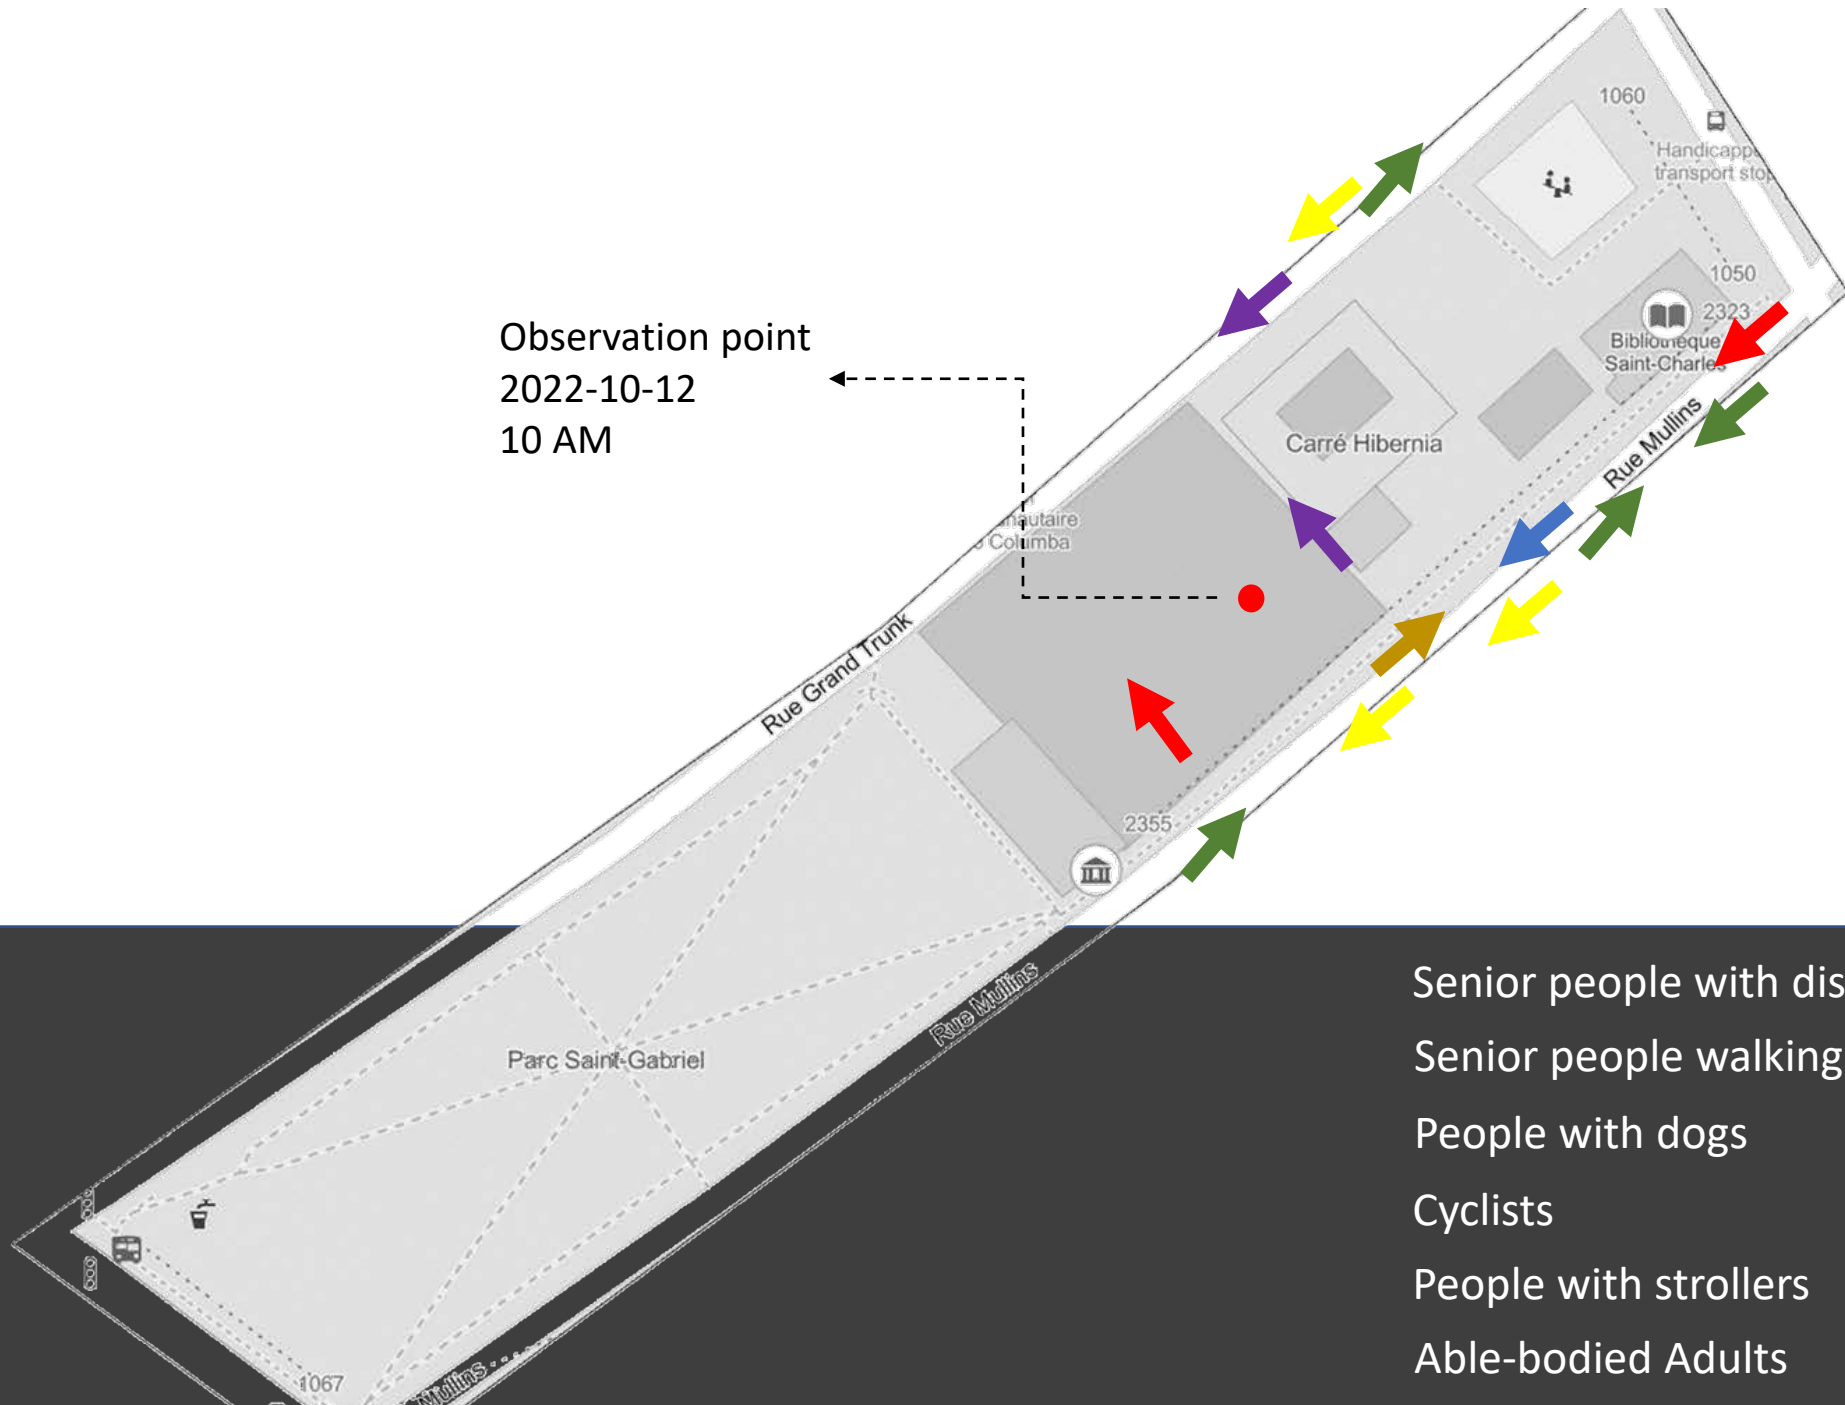 1060
Handicapp
transport stop
1050
2323
Bibliothèque
Saint-Charles
Observation point
2022-10-12
10 AM
Rue Mullins
Carré Hibernia
nautaire
Columba
Rue Grand Trunk
2355
Rue Mullins
Parc Saint-Gabriel
Senior people with dis
Senior people walking
People with dogs
Cyclists
People with strollers
Able-bodied Adults
1067
Mullins